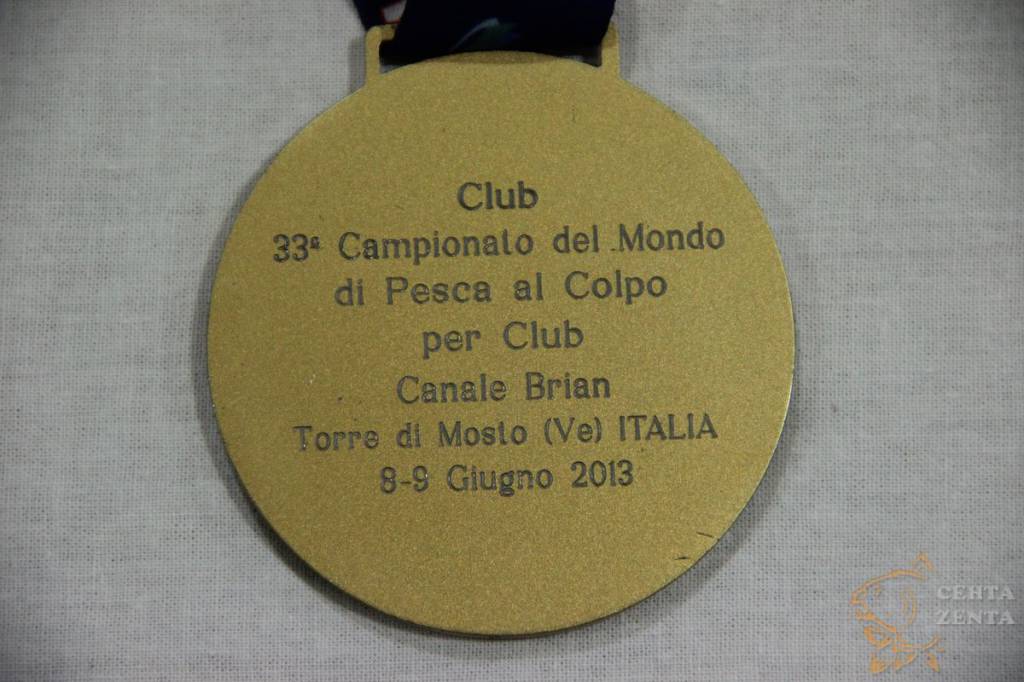 Club
33ª Campionato del Mondo
di Pesca al Colpo
per Club
Canale Brian
Torre di Mosto (Ve) ITALIA
8-9 Giugno 2013
СЕНТА
ZENTA